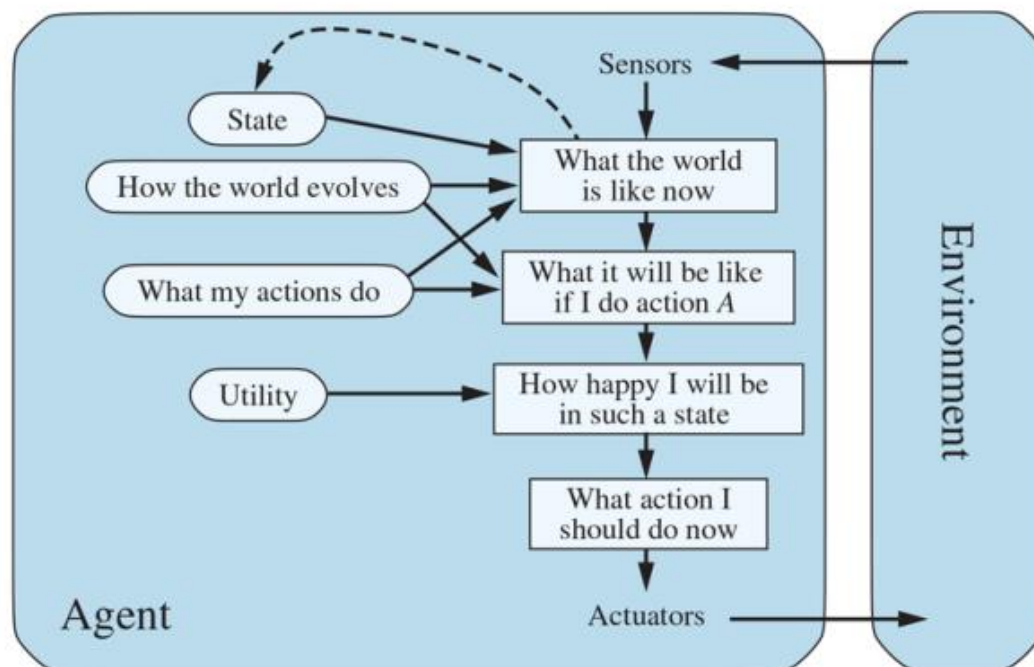 Sensors
State
What the world
is like now
How the world evolves
What it will be like
if I do action A
What my actions do
How happy I will be
in such a state
Utility
What action I
should do now
Agent
Actuators
Environment